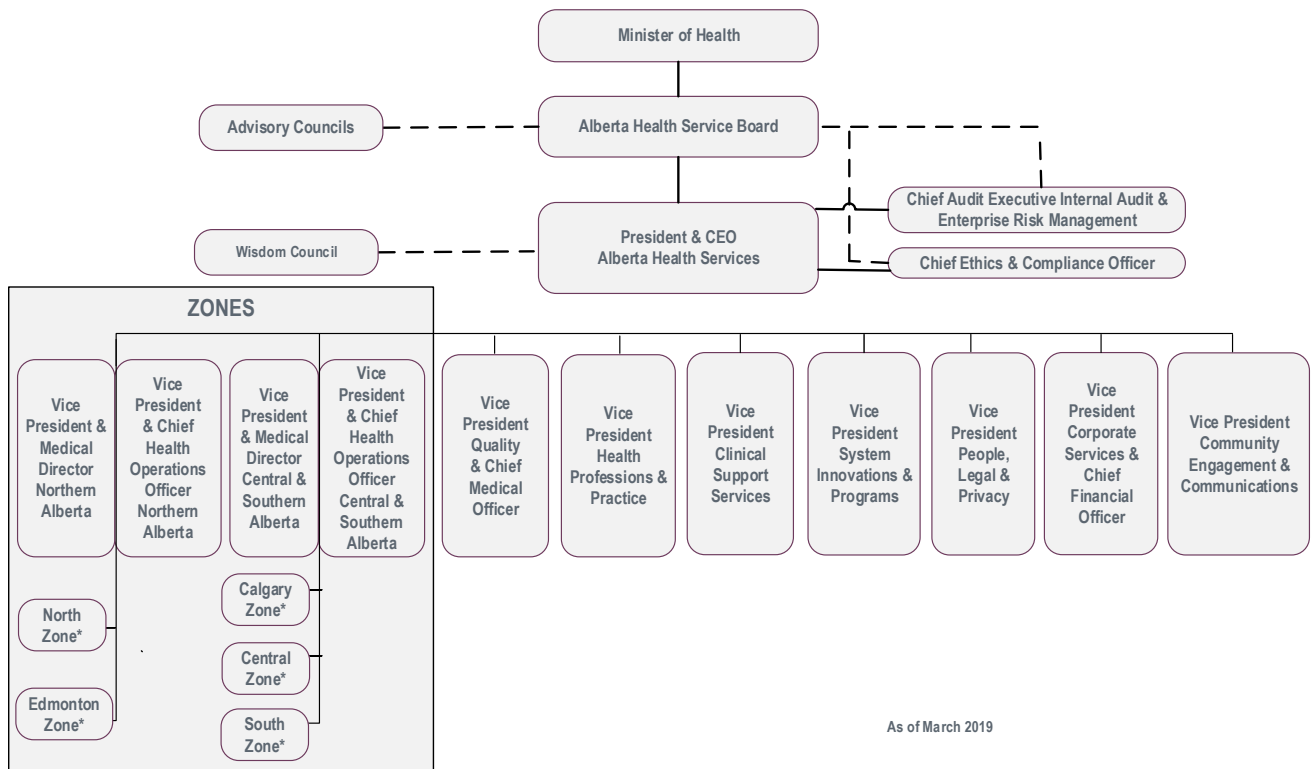 Minister of Health
Advisory Councils
Alberta Health Service Board
Chief Audit Executive Internal Audit &
Enterprise Risk Management
President & CEO
Alberta Health Services
Wisdom Council
Chief Ethics & Compliance Officer
ZONES
Vice
President &
Medical
Director
Northern
Alberta
Vice
President
& Chief
Health
Operations
Officer
Northern
Alberta
Vice
President
& Medical
Director
Central &
Southern
Alberta
Vice
President
& Chief
Health
Operations
Officer
Central &
Southern
Alberta
Vice
President
Quality
& Chief
Medical
Officer
Vice
President
Health
Professions &
Practice
Vice
President
Clinical
Support
Services
Vice
President
System
Innovations &
Programs
Vice
President
People,
Legal &
Privacy
Vice
President
Corporate
Services &
Chief
Financial
Officer
Vice President
Community
Engagement &
Communications
North
Zone*
Edmonton
Zone*
Calgary
Zone*
Central
Zone*
South
Zone*
As of March 2019